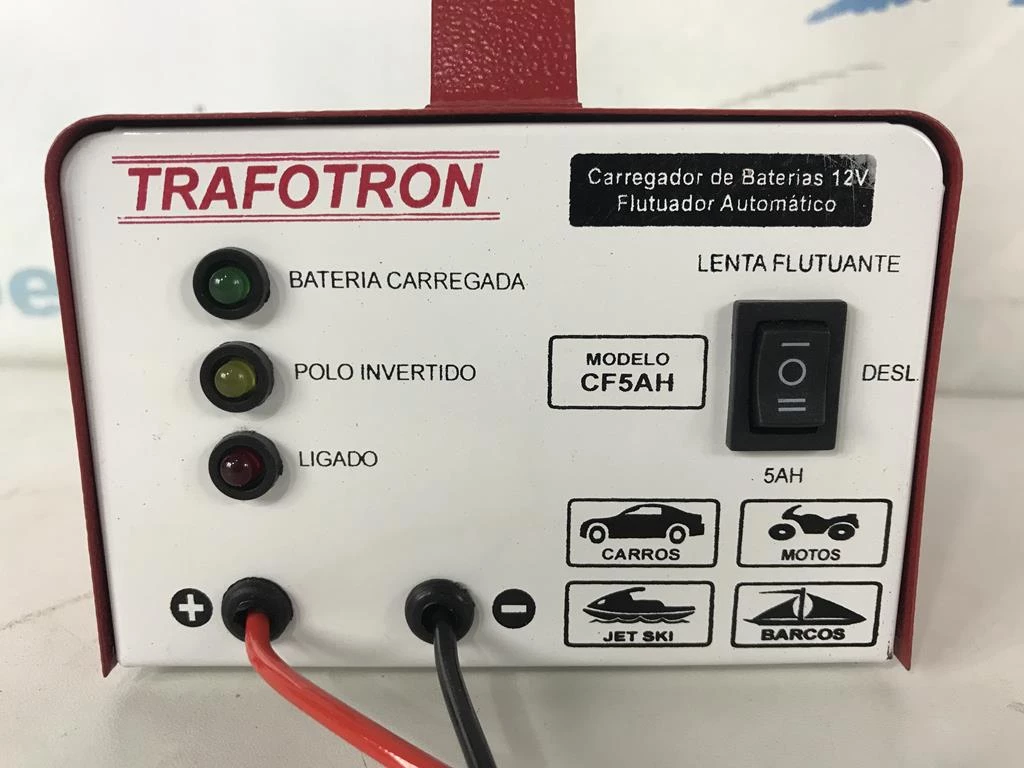 TRAFOTRON
Carregador de Baterias 12V
Flutuador Automático
LENTA FLUTUANTE
BATERIA CARREGADA
MODELO
CF5AH
I
O
II
DESL.
POLO INVERTIDO
LIGADO
5AH
CARROS
MOTOS
+
-
JET SKI
BARCOS